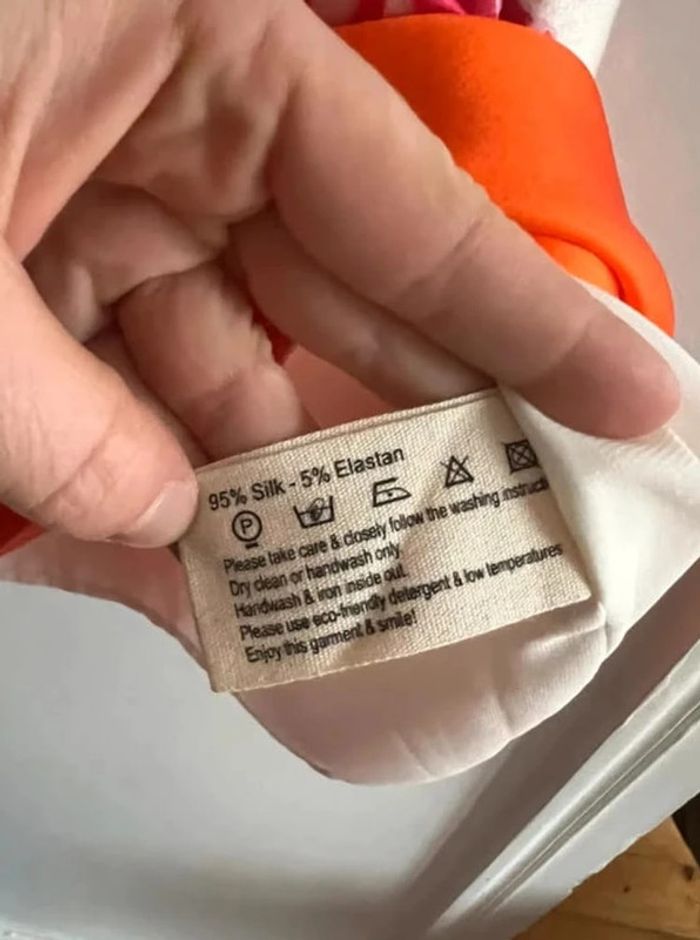 95% Silk - 5% Elastan
P
Please take care & closely follow the washing
Dry clean or handwash only.
Handwash & iron inside out.
Please use eco-friendly detergent & low temperatures
Enjoy this garment & smile!